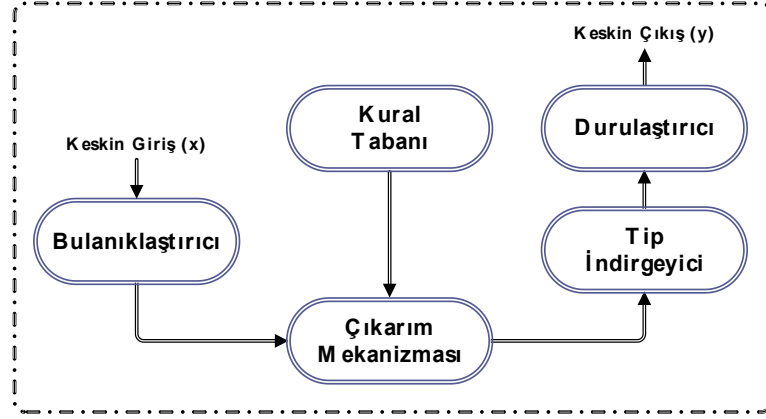 Keskin Çıkış (y)
Kural
Tabanı
Durulaştırıcı
Keskin Giriş (x)
Bulanıklaştırıcı
Tip
İndirgeyici
Çıkarım
Mekanizması